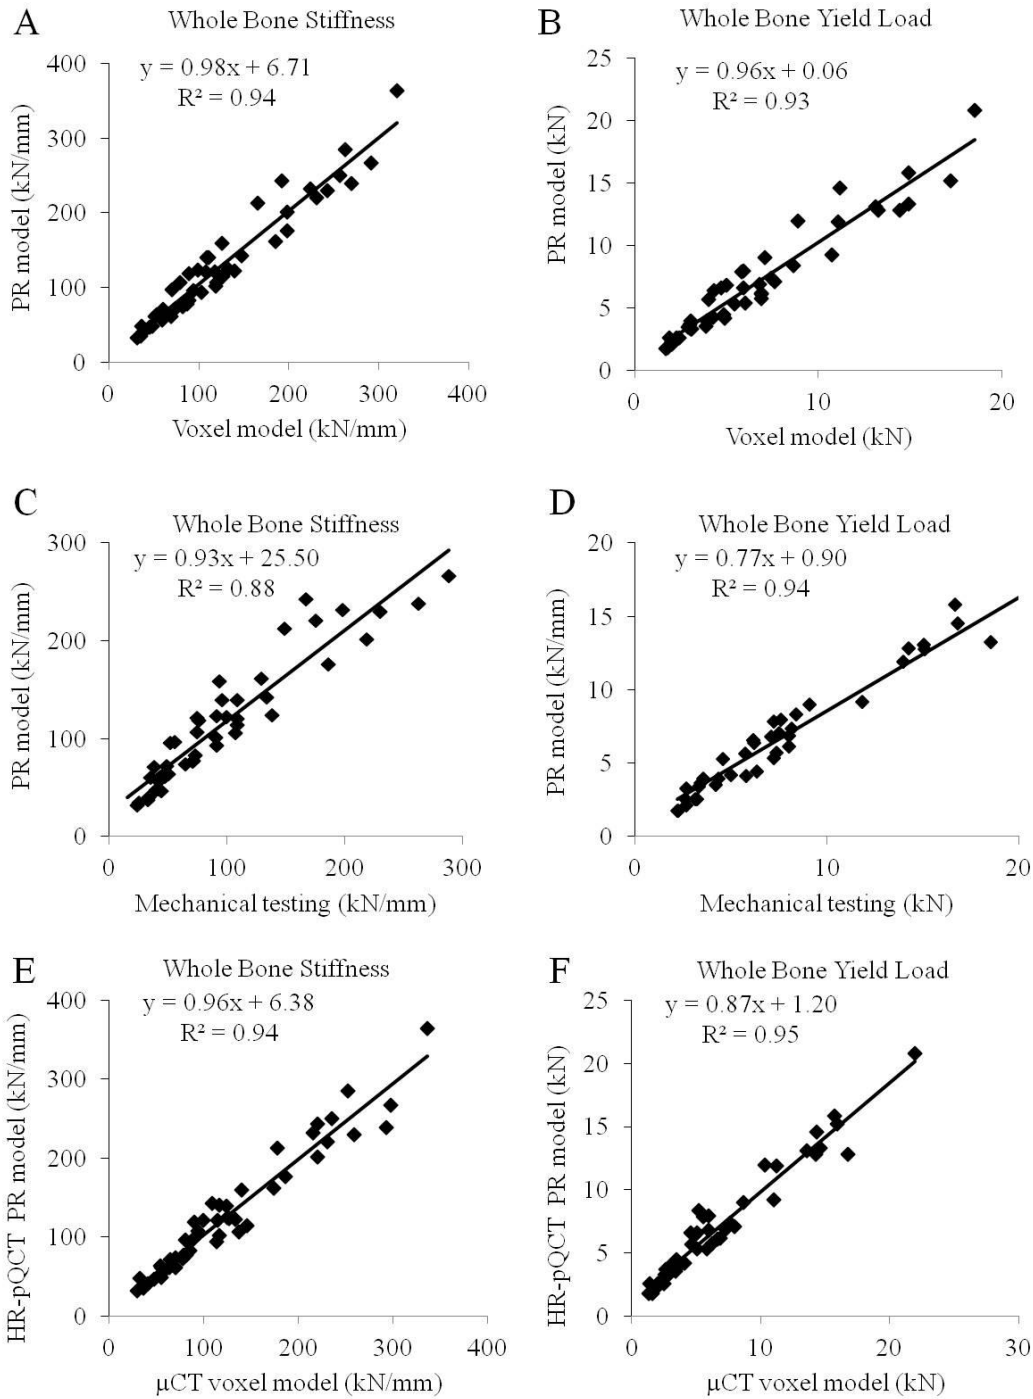 A
Whole Bone Stiffness
y = 0.98x + 6.71
R² = 0.94
PR model (kN/mm)
400
300
200
100
0
0 100 200 300 400
Voxel model (kN/mm)
B
Whole Bone Yield Load
y = 0.96x + 0.06
R² = 0.93
PR model (kN)
25
20
15
10
5
0
0 10 20
Voxel model (kN)
C
Whole Bone Stiffness
y = 0.93x + 25.50
R² = 0.88
PR model (kN/mm)
300
200
100
0
0 100 200 300
Mechanical testing (kN/mm)
D
Whole Bone Yield Load
y = 0.77x + 0.90
R² = 0.94
PR model (kN/mm)
20
15
10
5
0
0 10 20
Mechanical testing (kN)
E
Whole Bone Stiffness
y = 0.96x + 6.38
R² = 0.94
HR-pQCT PR model (kN/mm)
400
300
200
100
0
0 100 200 300 400
μCT voxel model (kN/mm)
F
Whole Bone Yield Load
y = 0.87x + 1.20
R² = 0.95
HR-pQCT PR model (kN)
25
20
15
10
5
0
0 10 20 30
μCT voxel model (kN)